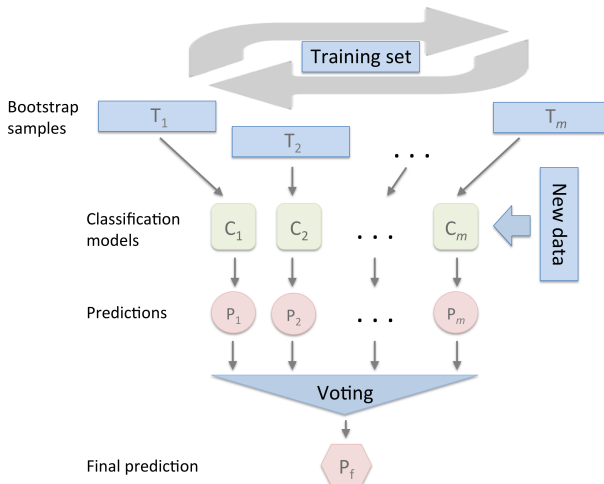 Training set
Bootstrap
samples
T1
T2
. . .
Tm
Classification
models
C1
C2
. . .
Cm
New data
Predictions
P1
P2
. . .
Pm
Voting
Final prediction
Pf